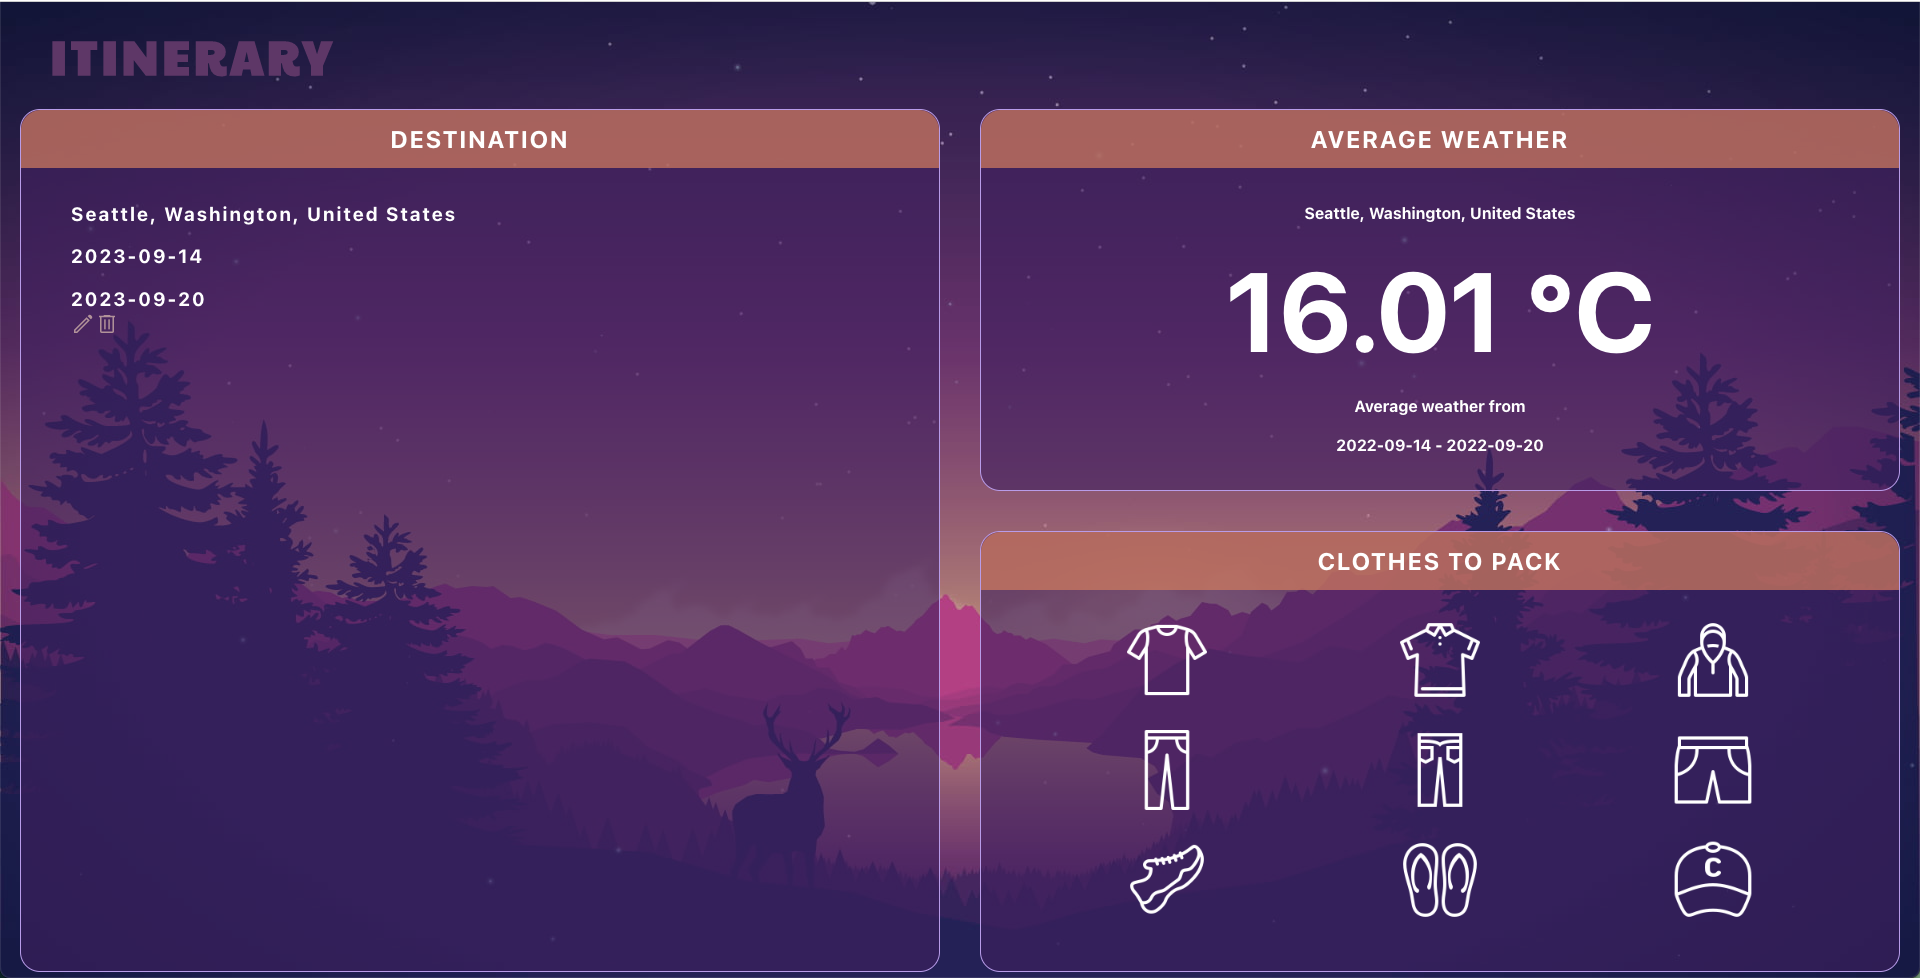 ITINERARY
DESTINATION
Seattle, Washington, United States
2023-09-14
2023-09-20
AVERAGE WEATHER
Seattle, Washington, United States
16.01 °C
Average weather from
2022-09-14 - 2022-09-20
CLOTHES TO PACK
C